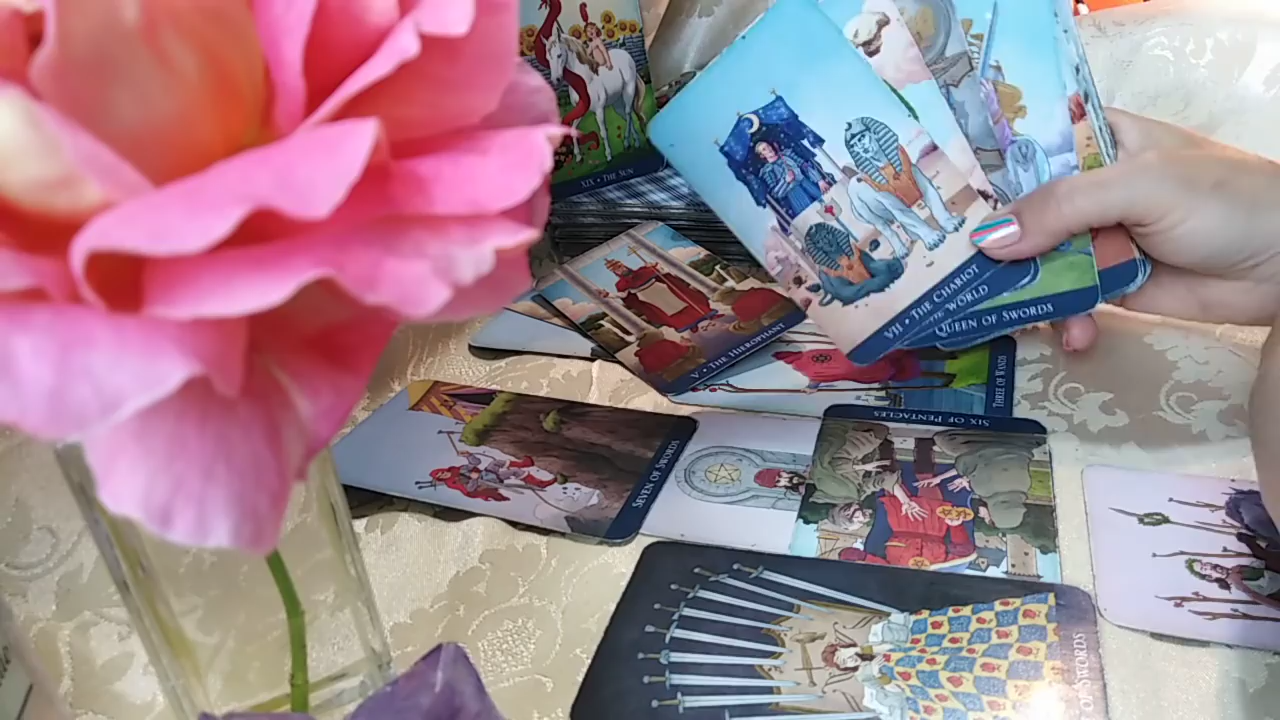 XIX • THE SUN
VII • THE CHARIOT
THE WORLD
QUEEN OF SWORDS
V • THE HIEROPHANT
THREE OF WANDS
SIX OF PENTACLES
SEVEN OF SWORDS
OF SWORDS